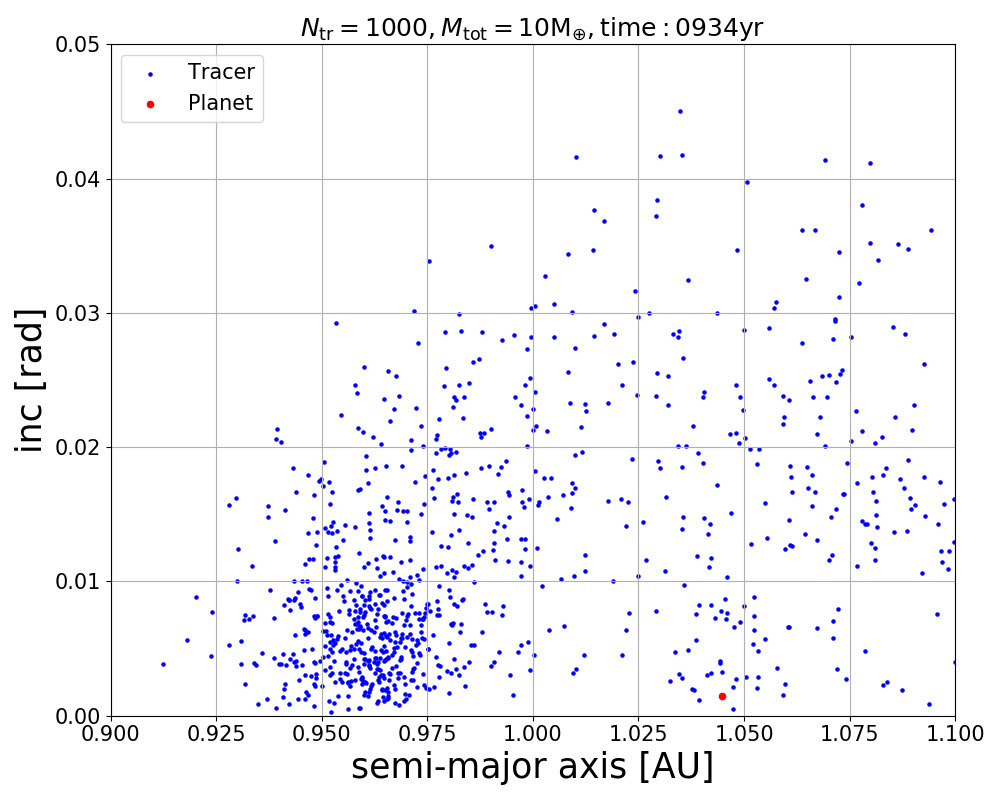 N_tr = 1000, M_tot = 10M_⊕, time : 0934yr
0.05
Tracer
Planet
0.04
0.03
inc [rad]
0.02
0.01
0.00
0.900 0.925 0.950 0.975 1.000 1.025 1.050 1.075 1.100
semi-major axis [AU]